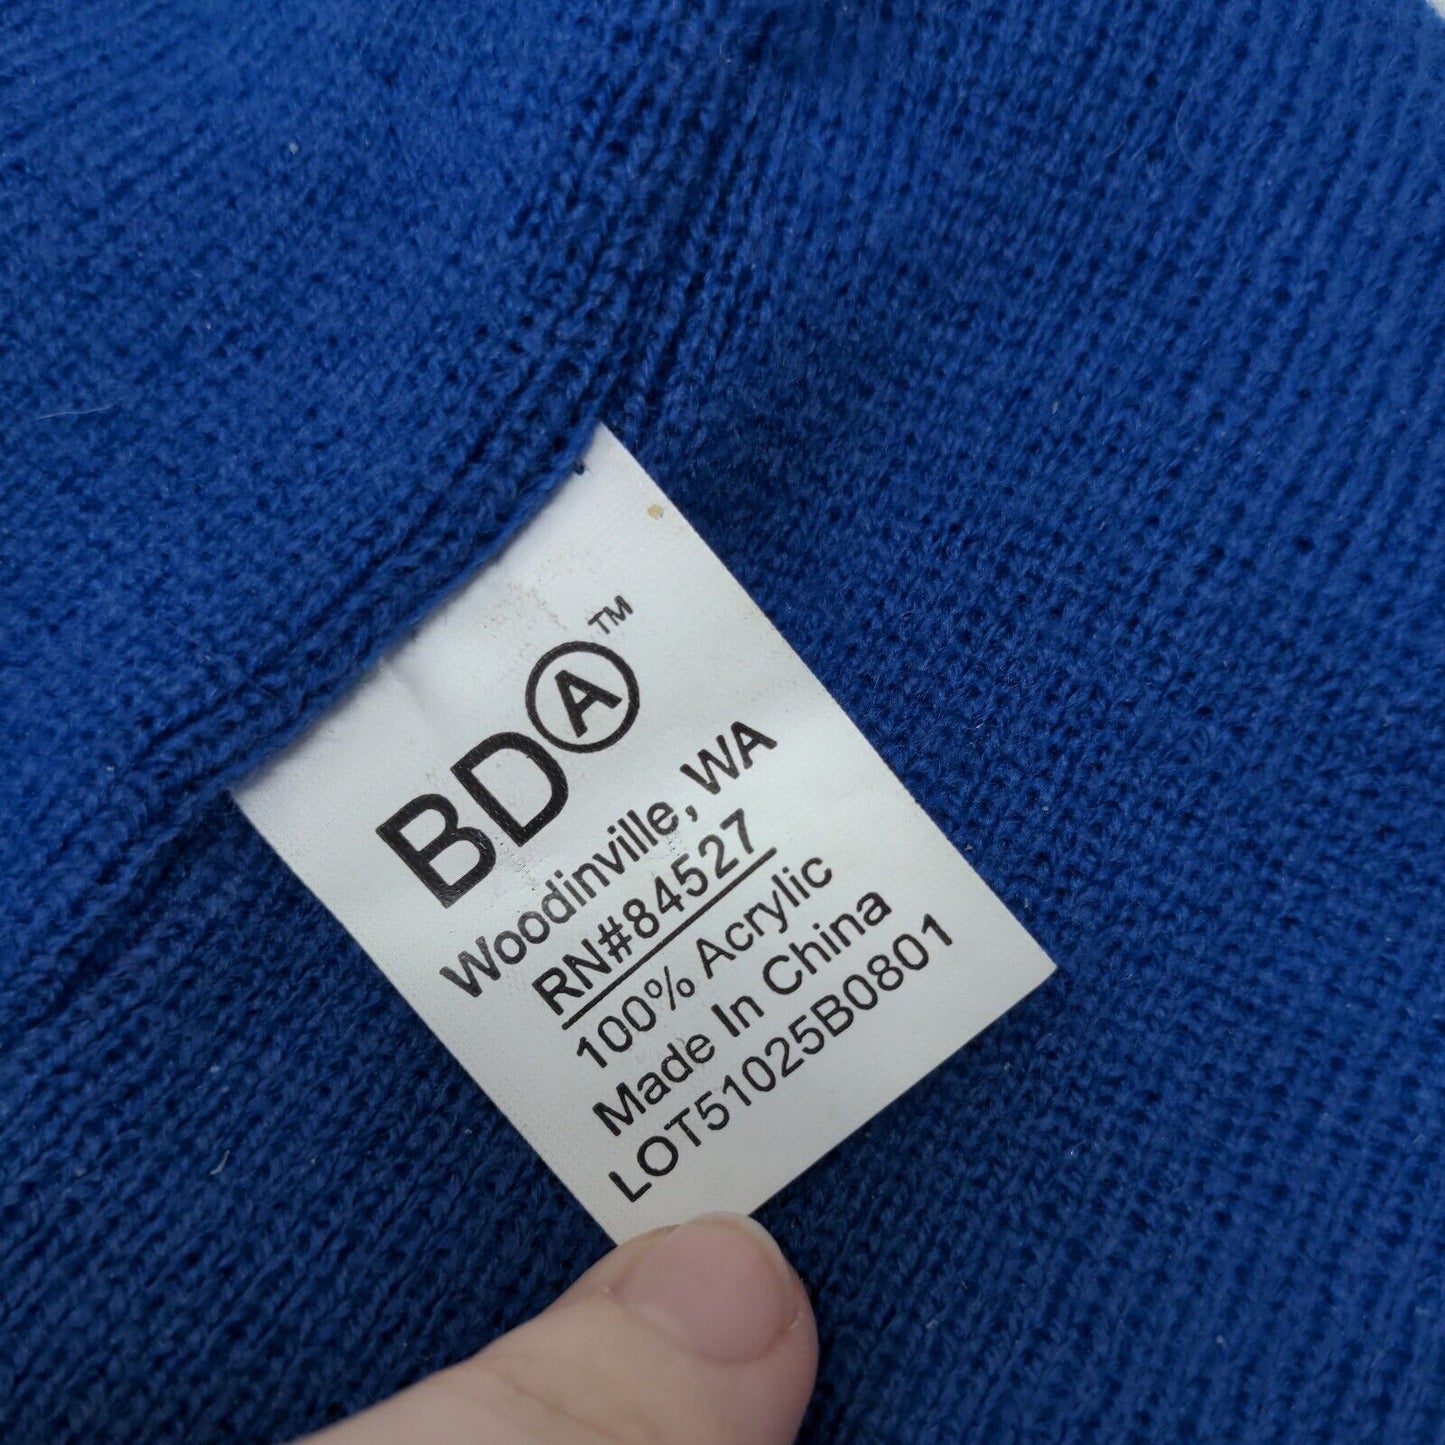 BDA™
Woodinville, WA
RN#84527
100% Acrylic
Made In China
LOT51025B0801